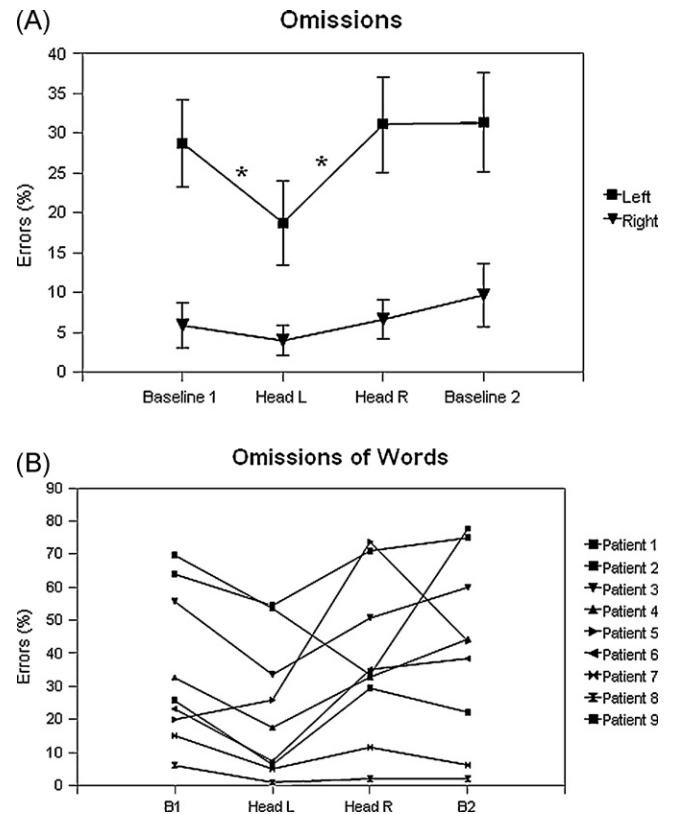 (A)
Omissions
40
35
30
25
20
15
10
5
0
Errors (%)
*
*
Baseline 1 Head L Head R Baseline 2
Left
Right
(B)
Omissions of Words
90
80
70
60
50
40
30
20
10
0
Errors (%)
B1 Head L Head R B2
Patient 1
Patient 2
Patient 3
Patient 4
Patient 5
Patient 6
Patient 7
Patient 8
Patient 9